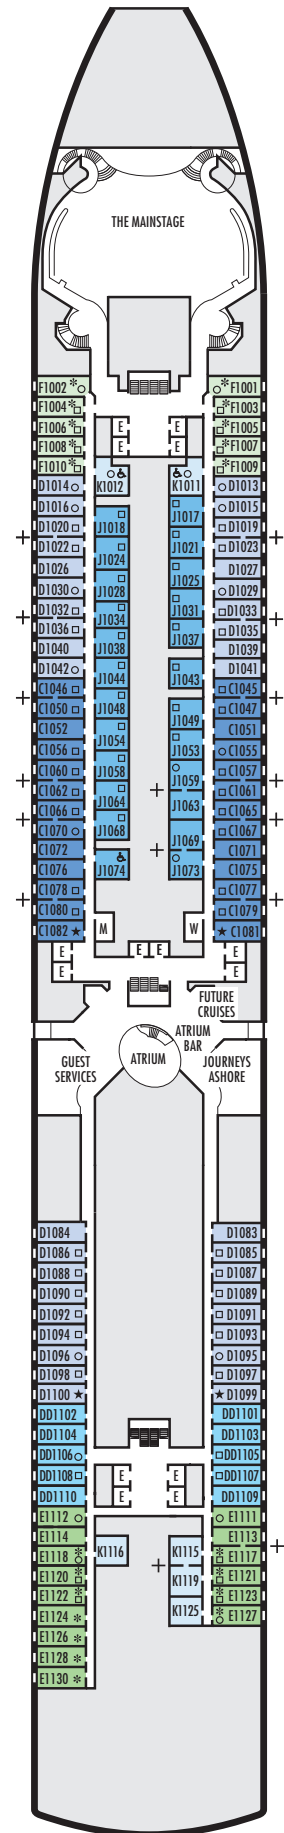 THE MAINSTAGE
F1002 F1001
F1004 F1003
F1006 E E F1005
F1008 E E F1007
F1010 F1009
D1014 K1012 K1011 D1013
D1016 J1017 D1015
D1020 J1018 D1019
D1022 J1021 D1023
D1026 J1024 J1025 D1027
D1030 J1028 D1029
D1032 J1034 J1031 D1033
D1036 J1037 D1035
D1040 J1038 D1039
D1042 J1044 J1043 D1041
C1046 C1045
C1050 J1048 J1049 C1047
C1052 C1051
C1056 J1054 J1053 C1055
C1060 J1058 J1059 C1057
C1062 J1064 J1063 C1061
C1066 C1065
C1070 J1068 J1069 C1067
C1072 C1071
C1076 J1074 J1073 C1075
C1078 C1077
C1080 C1079
C1082 M W C1081
E E E E
E E
FUTURE
CRUISES
ATRIUM
BAR
GUEST
SERVICES
ATRIUM
JOURNEYS
ASHORE
D1084 D1083
D1086 D1085
D1088 D1087
D1090 D1089
D1092 D1091
D1094 D1093
D1096 D1095
D1098 D1097
D1100 D1099
DD1102 DD1101
DD1104 DD1103
DD1106 DD1105
DD1108 E E DD1107
DD1110 E E DD1109
E1112 E1111
E1114 E1113
E1118 K1116 K1115 E1117
E1120 K1119 E1121
E1122 E1123
E1124 K1125 E1127
E1126
E1128
E1130